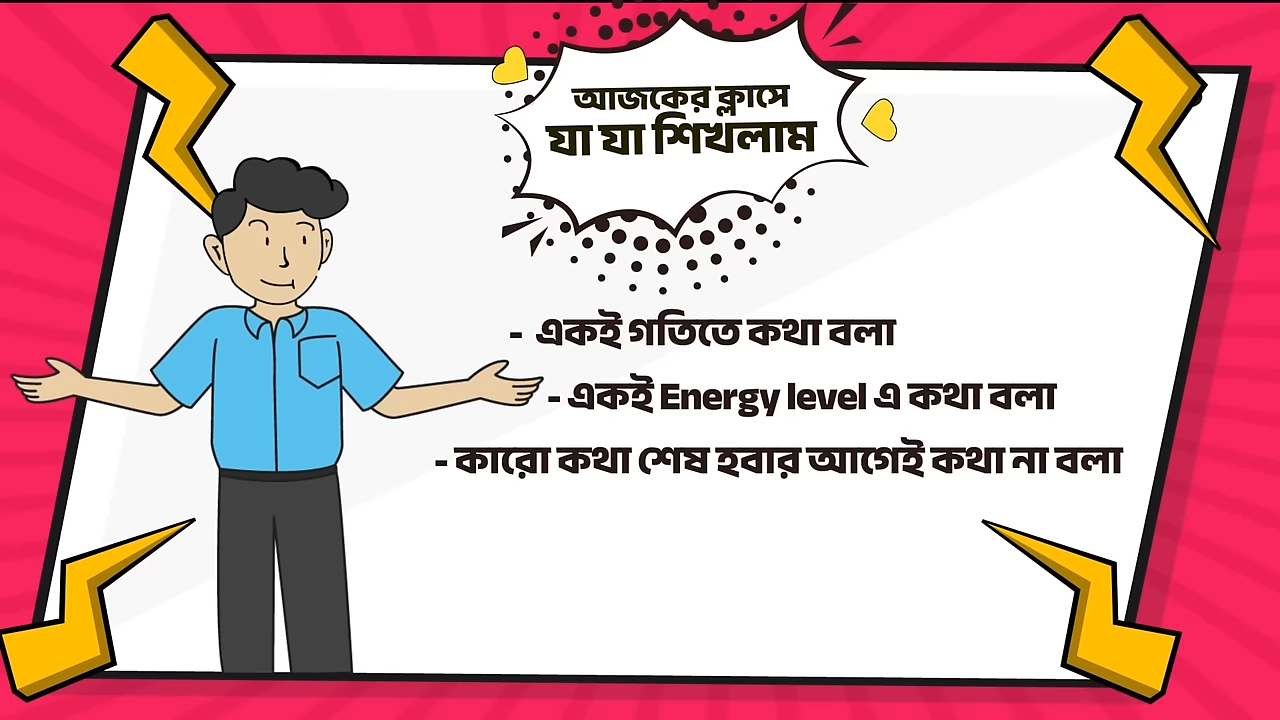 আজকের ক্লাসে
যা যা শিখলাম
- একই গতিতে কথা বলা
- একই Energy level এ কথা বলা
- কারো কথা শেষ হবার আগেই কথা না বলা